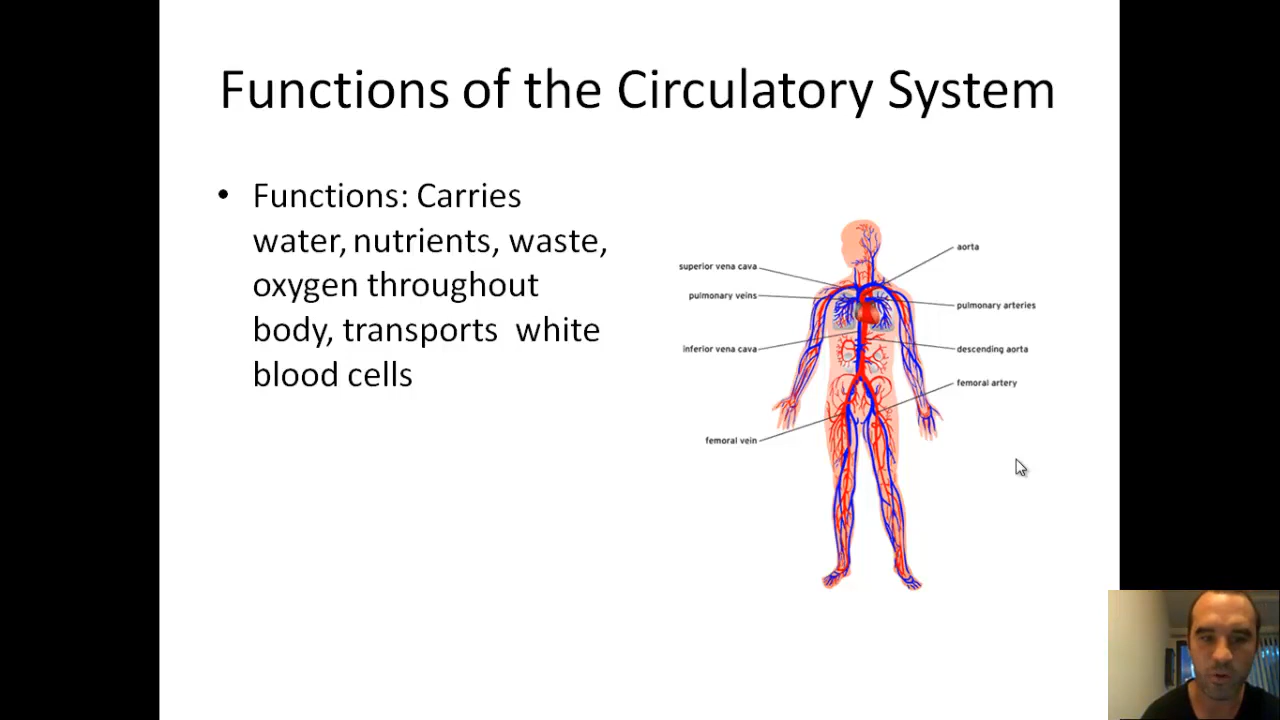 Functions of the Circulatory System
• Functions: Carries
water, nutrients, waste,
oxygen throughout
body, transports white
blood cells
superior vena cava
pulmonary veins
inferior vena cava
femoral vein
aorta
pulmonary arteries
descending aorta
femoral artery